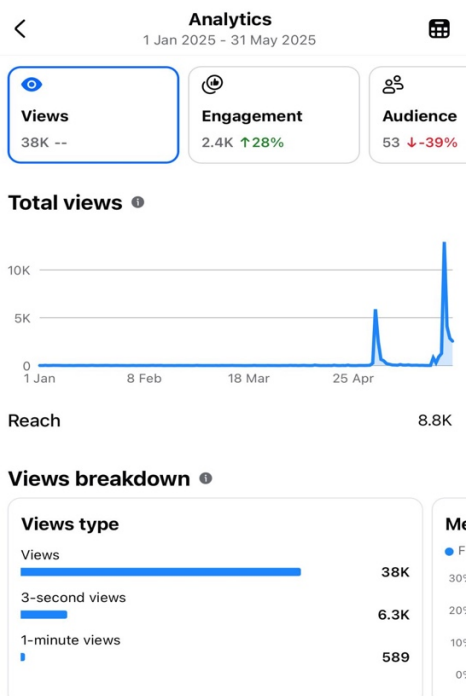 Analytics
1 Jan 2025 - 31 May 2025
Views
38K --
Engagement
2.4K ↑28%
Audience
53 ↓-39%
Total views
10K
5K
0
1 Jan 8 Feb 18 Mar 25 Apr
Reach 8.8K
Views breakdown
Views type
Views
38K
3-second views
6.3K
1-minute views
589
Me
F
30%
20%
10%
0%